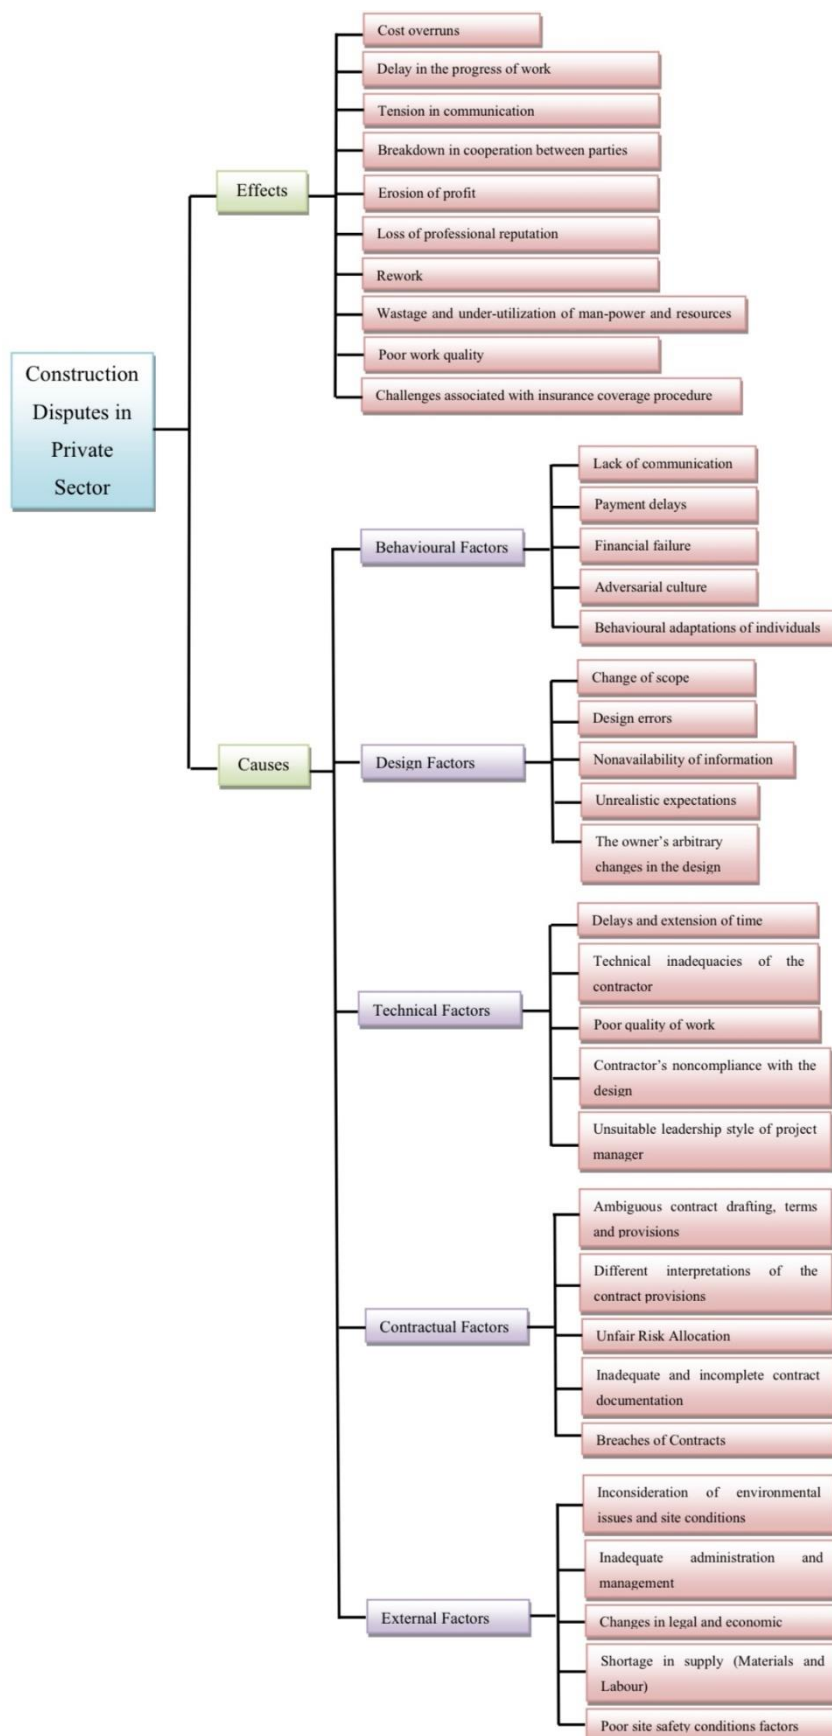 Cost overruns
Delay in the progress of work
Tension in communication
Breakdown in cooperation between parties
Effects
Erosion of profit
Loss of professional reputation
Rework
Wastage and under-utilization of man-power and resources
Poor work quality
Challenges associated with insurance coverage procedure
Construction
Disputes in
Private
Sector
Lack of communication
Payment delays
Behavioural Factors
Financial failure
Adversarial culture
Behavioural adaptations of individuals
Change of scope
Design errors
Causes
Design Factors
Nonavailability of information
Unrealistic expectations
The owner's arbitrary
changes in the design
Delays and extension of time
Technical inadequacies of the
contractor
Technical Factors
Poor quality of work
Contractor's noncompliance with the
design
Unsuitable leadership style of project
manager
Ambiguous contract drafting, terms
and provisions
Different interpretations of the
contract provisions
Contractual Factors
Unfair Risk Allocation
Inadequate and incomplete contract
documentation
Breaches of Contracts
Inconsideration of environmental
issues and site conditions
Inadequate administration and
management
External Factors
Changes in legal and economic
Shortage in supply (Materials and
Labour)
Poor site safety conditions factors